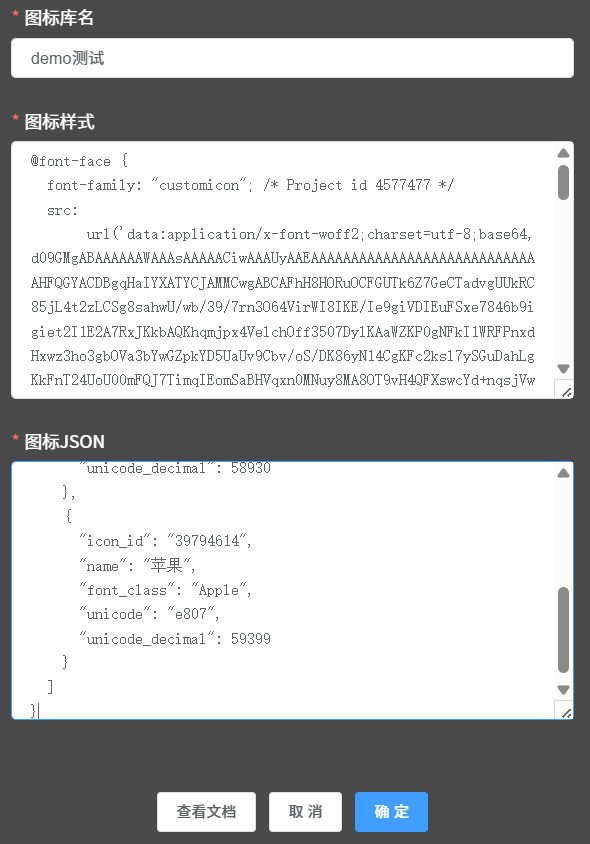 * 图标库名
demo测试
* 图标样式
@font-face {
font-family: "customicon"; /* Project id 4577477 */
src:
url('data:application/x-font-woff2;charset=utf-8;base64,
d09GMgABAAAAAAWAAAsAAAAACiwAAAUyAAEAAAAAAAAAAAAAAAAAAAAAAAAAAAAA
AHFQGYACDBgqHaIYXATYCJAMMCwgABCAFhH8HORuOCFGUTk6Z7GeCTadvgUUkRC
85jL4t2zLCSg8sahwU/wb/39/7rn3O64VirWI8IKE/Ie9giVDIEuFSxe7846b9i
giet2I1E2A7RxJKkbAQKhqmjpx4Ve1chOff3507Dy1KAaWZKP0gNFkI1WRFPnxd
Hxwz3ho3gbOVa3bYwGZpkYD5UaUv9Cbv/oS/DK86yN14CgKFc2ksl7ySGuDahLg
KkFnT24UoU00mFQJ7TimqIEomSaBHVqxn0MNuy8MA8OT9vH4QFXswcYd+nqsjVw
* 图标JSON
"unicode_decimal": 58930
},
{
"icon_id": "39794614",
"name": "苹果",
"font_class": "Apple",
"unicode": "e807",
"unicode_decimal": 59399
}
]
}
查看文档 取 消 确 定